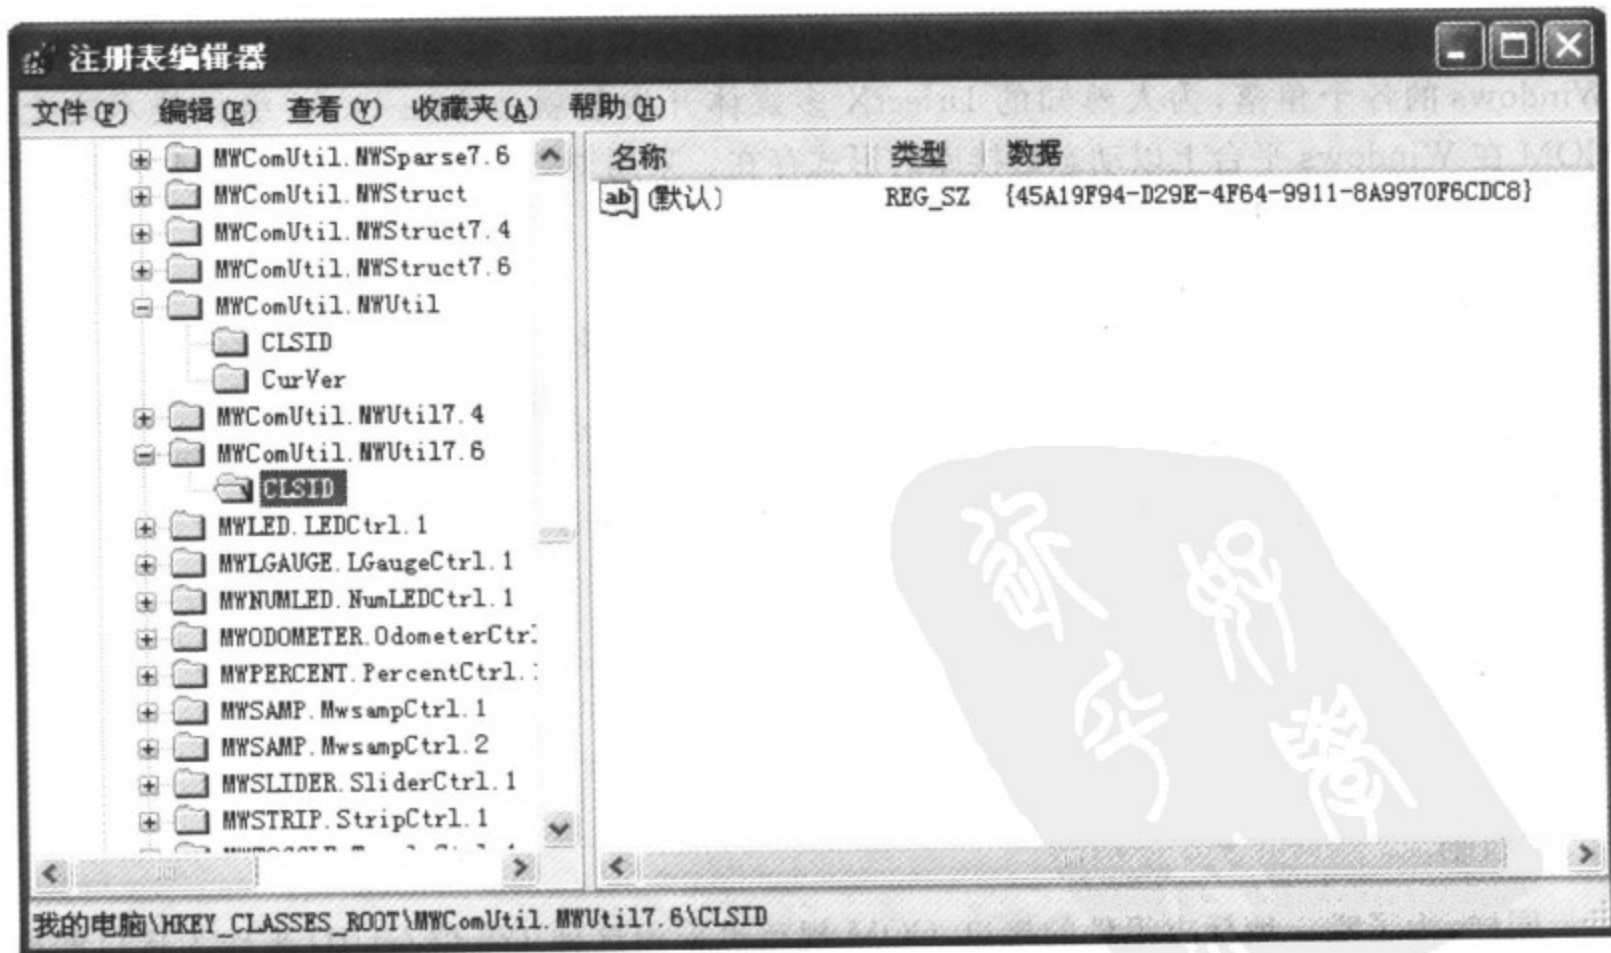 注册表编辑器
文件(F) 编辑(E) 查看(V) 收藏夹(A) 帮助(H)
MWComUtil.MWSparse7.6
MWComUtil.MWStruct
MWComUtil.MWStruct7.4
MWComUtil.MWStruct7.6
MWComUtil.MWUtil
CLSID
CurVer
MWComUtil.MWUtil7.4
MWComUtil.MWUtil7.6
CLSID
MWLED.LEDCtrl.1
MWLGAUGE.LGaugeCtrl.1
MWNUMLED.NumLEDCtrl.1
MWODOMETER.OdometerCtr
MWPERCENT.PercentCtrl.
MWSAMP.MwsampCtrl.1
MWSAMP.MwsampCtrl.2
MWSLIDER.SliderCtrl.1
MWSTRIP.StripCtrl.1
名称 类型 数据
ab (默认) REG_SZ {45A19F94-D29E-4F64-9911-8A9970F6CDC8}
我的电脑\HKEY_CLASSES_ROOT\MWComUtil.MWUtil7.6\CLSID